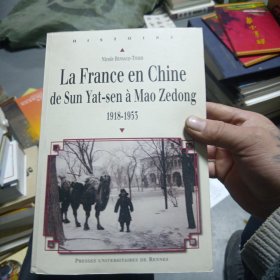 HISTOIRE
Nicole BENSACQ-TIXIER
La France en Chine
de Sun Yat-sen à Mao Zedong
1918-1953
PRESSES UNIVERSITAIRES DE RENNES